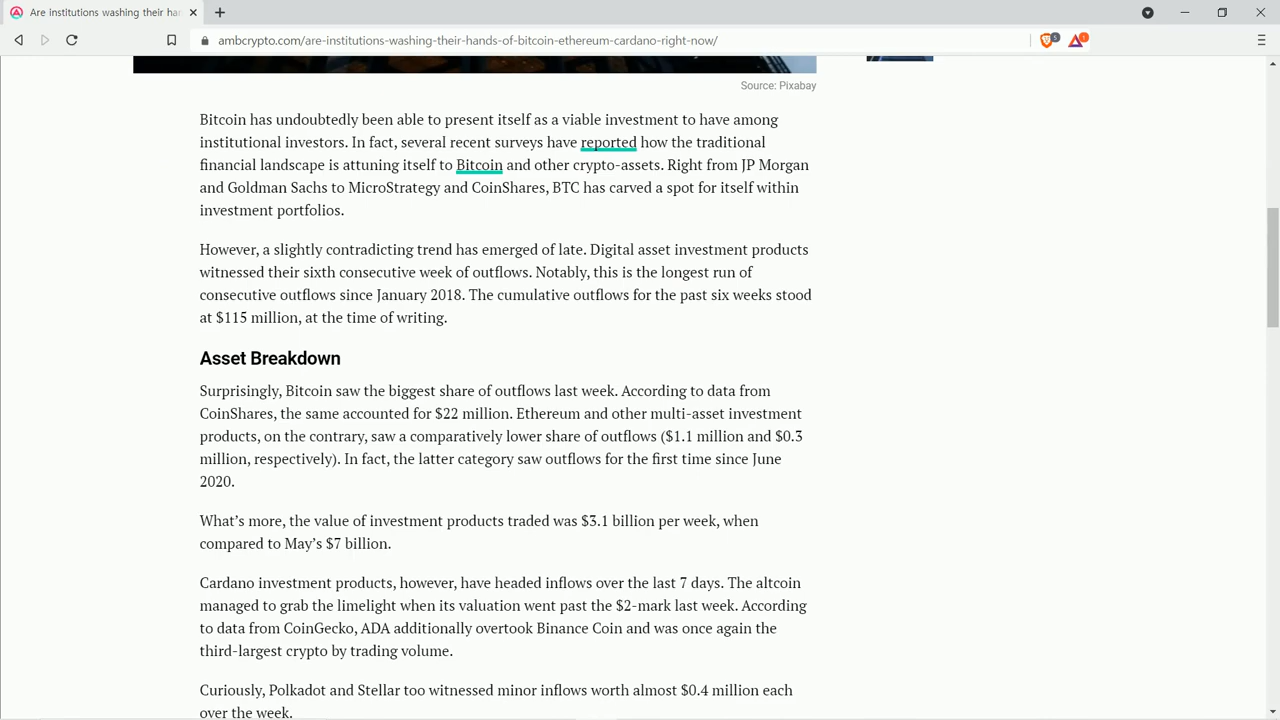 Are institutions washing their han
ambcrypto.com/are-institutions-washing-their-hands-of-bitcoin-ethereum-cardano-right-now/
5
1
Source: Pixabay
Bitcoin has undoubtedly been able to present itself as a viable investment to have among
institutional investors. In fact, several recent surveys have reported how the traditional
financial landscape is attuning itself to Bitcoin and other crypto-assets. Right from JP Morgan
and Goldman Sachs to MicroStrategy and CoinShares, BTC has carved a spot for itself within
investment portfolios.
However, a slightly contradicting trend has emerged of late. Digital asset investment products
witnessed their sixth consecutive week of outflows. Notably, this is the longest run of
consecutive outflows since January 2018. The cumulative outflows for the past six weeks stood
at $115 million, at the time of writing.
Asset Breakdown
Surprisingly, Bitcoin saw the biggest share of outflows last week. According to data from
CoinShares, the same accounted for $22 million. Ethereum and other multi-asset investment
products, on the contrary, saw a comparatively lower share of outflows ($1.1 million and $0.3
million, respectively). In fact, the latter category saw outflows for the first time since June
2020.
What’s more, the value of investment products traded was $3.1 billion per week, when
compared to May’s $7 billion.
Cardano investment products, however, have headed inflows over the last 7 days. The altcoin
managed to grab the limelight when its valuation went past the $2-mark last week. According
to data from CoinGecko, ADA additionally overtook Binance Coin and was once again the
third-largest crypto by trading volume.
Curiously, Polkadot and Stellar too witnessed minor inflows worth almost $0.4 million each
over the week.